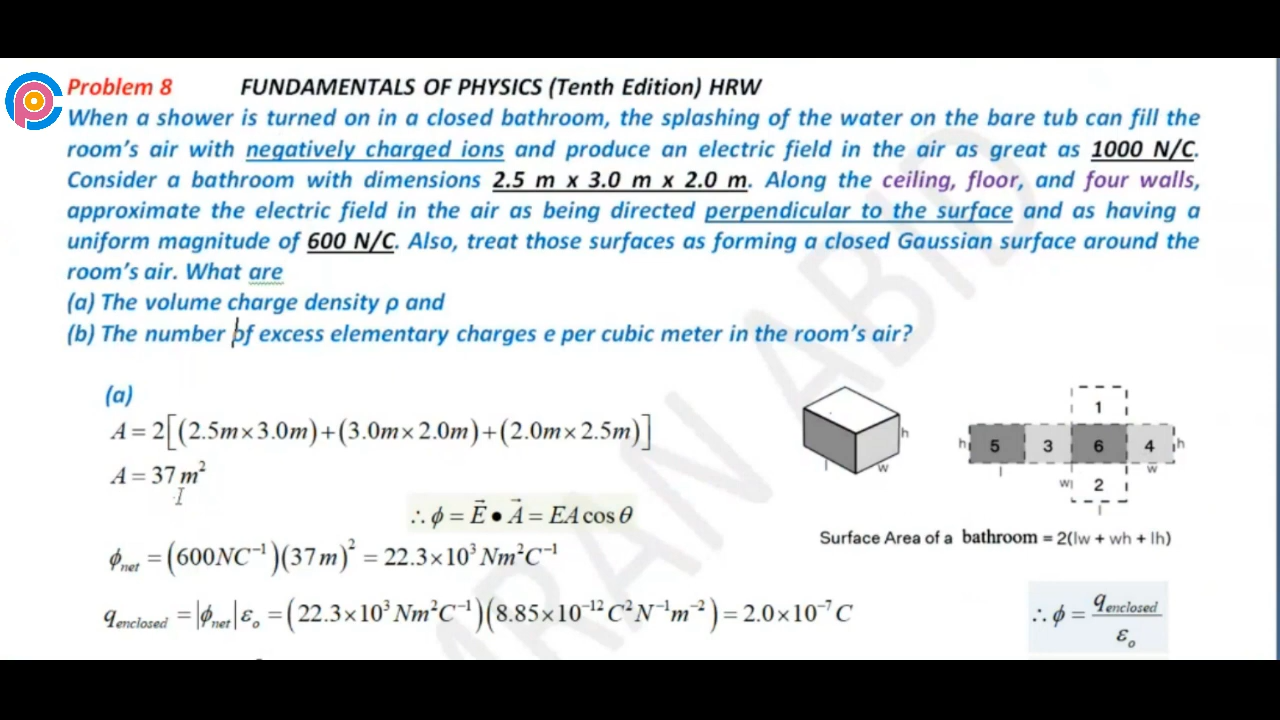 Problem 8 FUNDAMENTALS OF PHYSICS (Tenth Edition) HRW
When a shower is turned on in a closed bathroom, the splashing of the water on the bare tub can fill the
room's air with negatively charged ions and produce an electric field in the air as great as 1000 N/C.
Consider a bathroom with dimensions 2.5 m x 3.0 m x 2.0 m. Along the ceiling, floor, and four walls,
approximate the electric field in the air as being directed perpendicular to the surface and as having a
uniform magnitude of 600 N/C. Also, treat those surfaces as forming a closed Gaussian surface around the
room's air. What are
(a) The volume charge density ρ and
(b) The number of excess elementary charges e per cubic meter in the room's air?
(a)
A = 2[(2.5m×3.0m)+(3.0m×2.0m)+(2.0m×2.5m)]
A = 37 m²
∴ ϕ = E⃗ • A⃗ = EA cos θ
ϕnet = (600NC⁻¹)(37m)² = 22.3×10³ Nm²C⁻¹
qenclosed = |ϕnet|εo = (22.3×10³ Nm²C⁻¹)(8.85×10⁻¹² C²N⁻¹m⁻²) = 2.0×10⁻⁷ C
h
l
w
1
h 5 3 6 4 h
l w
w 2
l
Surface Area of a bathroom = 2(lw + wh + lh)
∴ ϕ = qenclosed / εo
RAN ABID